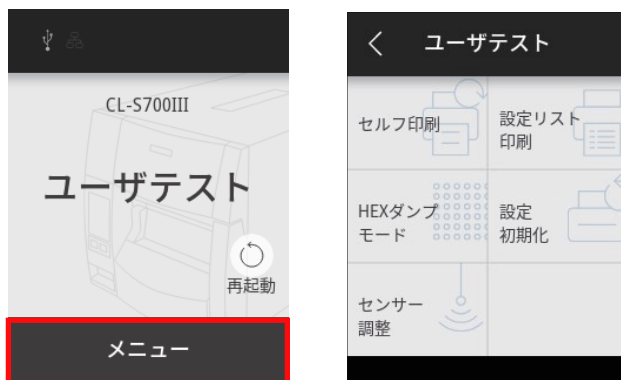 CL-S700III
ユーザテスト
再起動
メニュー
ユーザテスト
セルフ印刷
設定リスト
印刷
HEXダンプ
モード
設定
初期化
センサー
調整